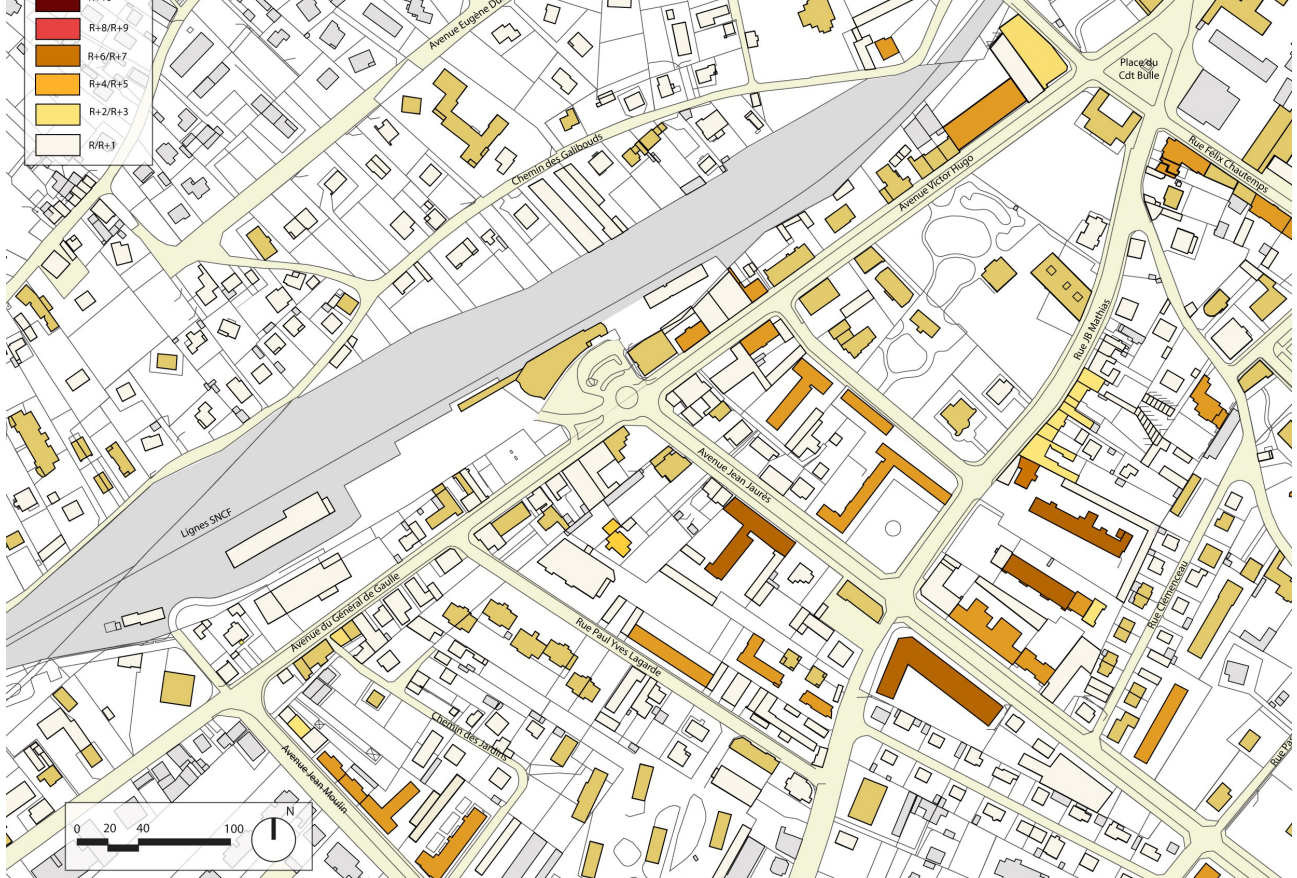 R+8/R+9
R+6/R+7
R+4/R+5
R+2/R+3
R/R+1
Avenue Eugène
Place du
Cdt Bulle
Rue Félix Chautemps
Chemin des Galibouds
Avenue Victor Hugo
Rue JB Mathias
Avenue Jean Jaurès
Lignes SNCF
Avenue du Général de Gaulle
Rue Clémenceau
Rue Paul Yves Lagarde
Chemin des Jardins
Avenue Jean Moulin
Rue
0 20 40 100
N